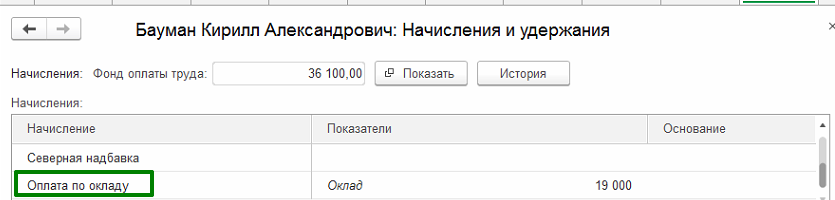 Бауман Кирилл Александрович: Начисления и удержания
Начисления: Фонд оплаты труда: 36 100,00 Показать История
Начисления:
Начисление Показатели Основание
Северная надбавка
Оплата по окладу Оклад 19 000